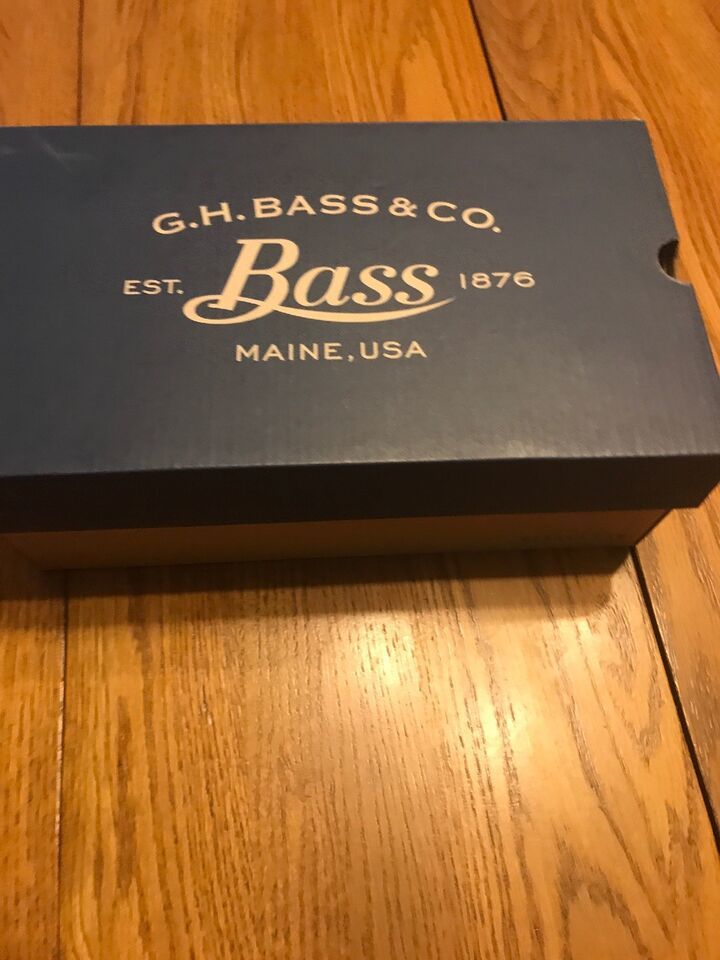 G.H. BASS & CO.
EST. Bass 1876
MAINE, USA